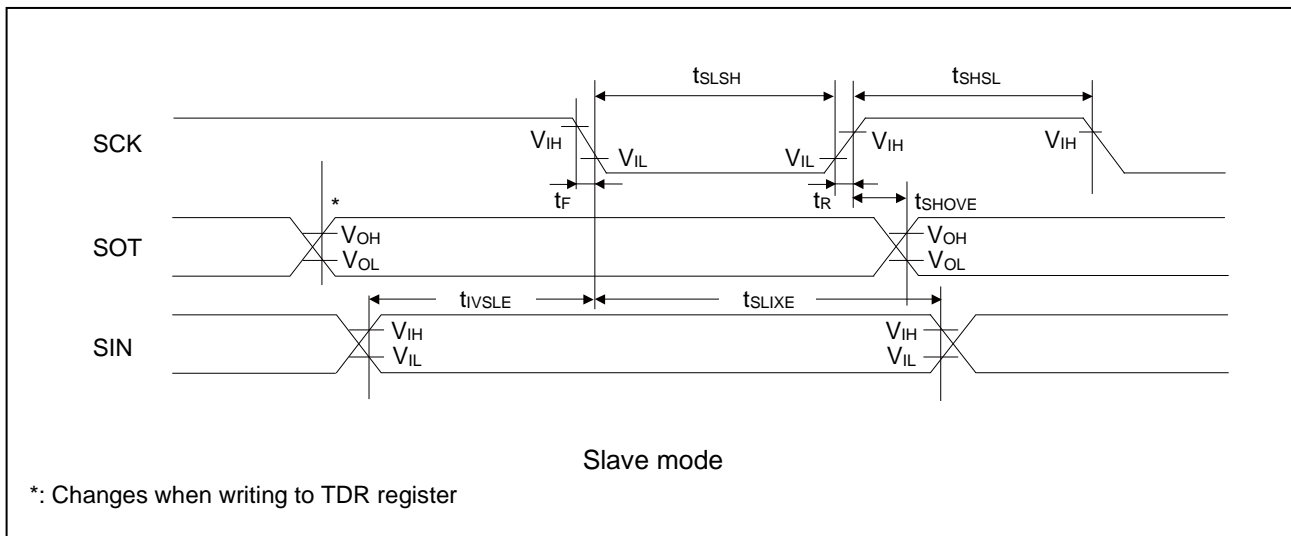 tSLSH tSHSL
SCK VIH VIL VIL VIH VIH
tF tR tSHOVE
*
SOT VOH VOH
VOL VOL
tIVSLE tSLIXE
SIN VIH VIH
VIL VIL
Slave mode
*: Changes when writing to TDR register